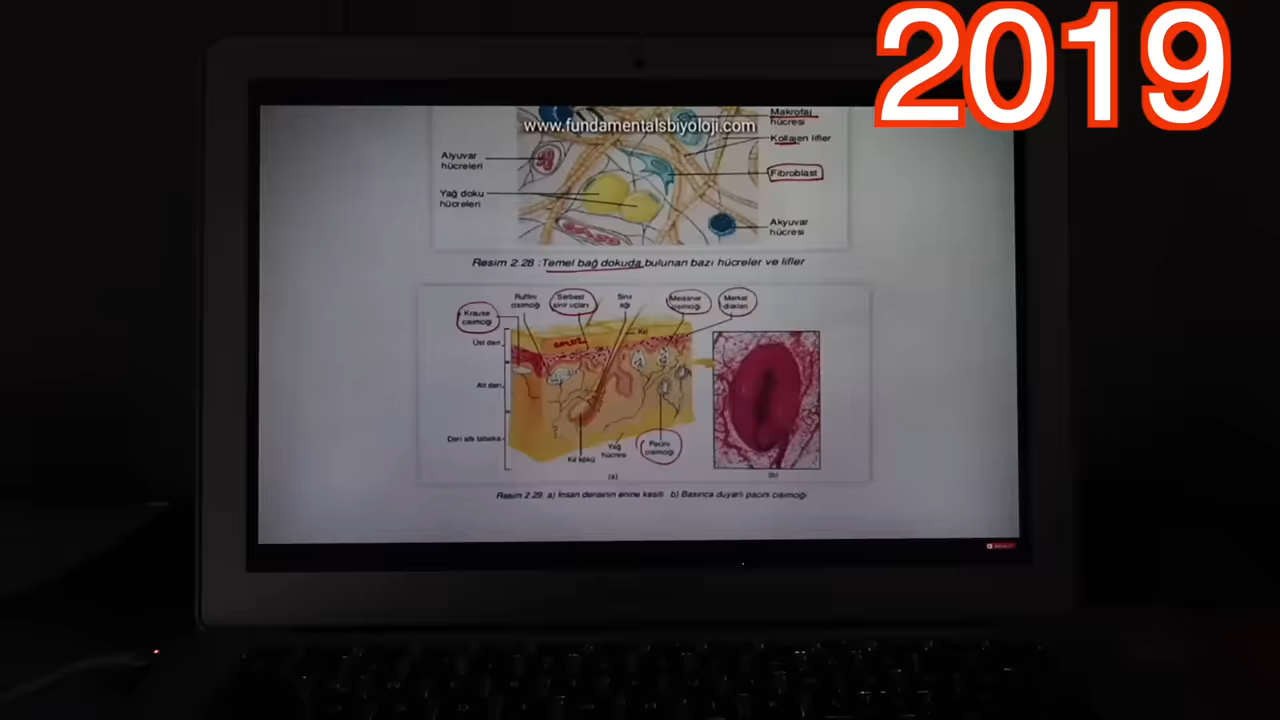 2019
Makrofaj
hücresi
www.fundamentalsbiyoloji.com
Kollajen lifler
Alyuvar
hücreleri
Fibroblast
Yağ doku
hücreleri
Akyuvar
hücresi
Resim 2.28 :Temel bağ dokuda bulunan bazı hücreler ve lifler
Krause
cisimciği
Ruffini
cisimciği
Serbest
sinir uçları
Sinir
ağı
Meissner
cisimciği
Merkel
diskleri
Kıl
Üst deri
Alt deri
Deri altı tabaka
Kıl kökü
Yağ
hücresi
Pacini
cisimciği
(a)
(b)
Resim 2.29. a) İnsan derisinin enine kesiti b) Basınca duyarlı pacini cisimciği